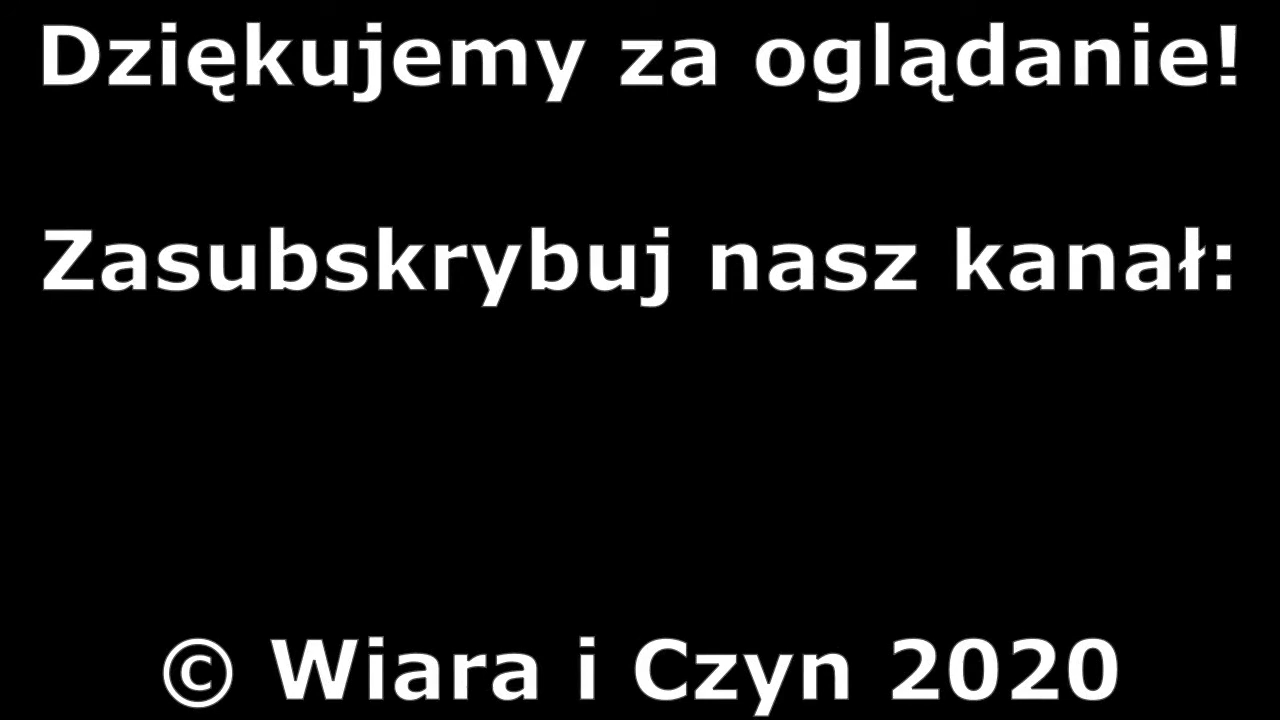 Dziękujemy za oglądanie!
Zasubskrybuj nasz kanał:
© Wiara i Czyn 2020